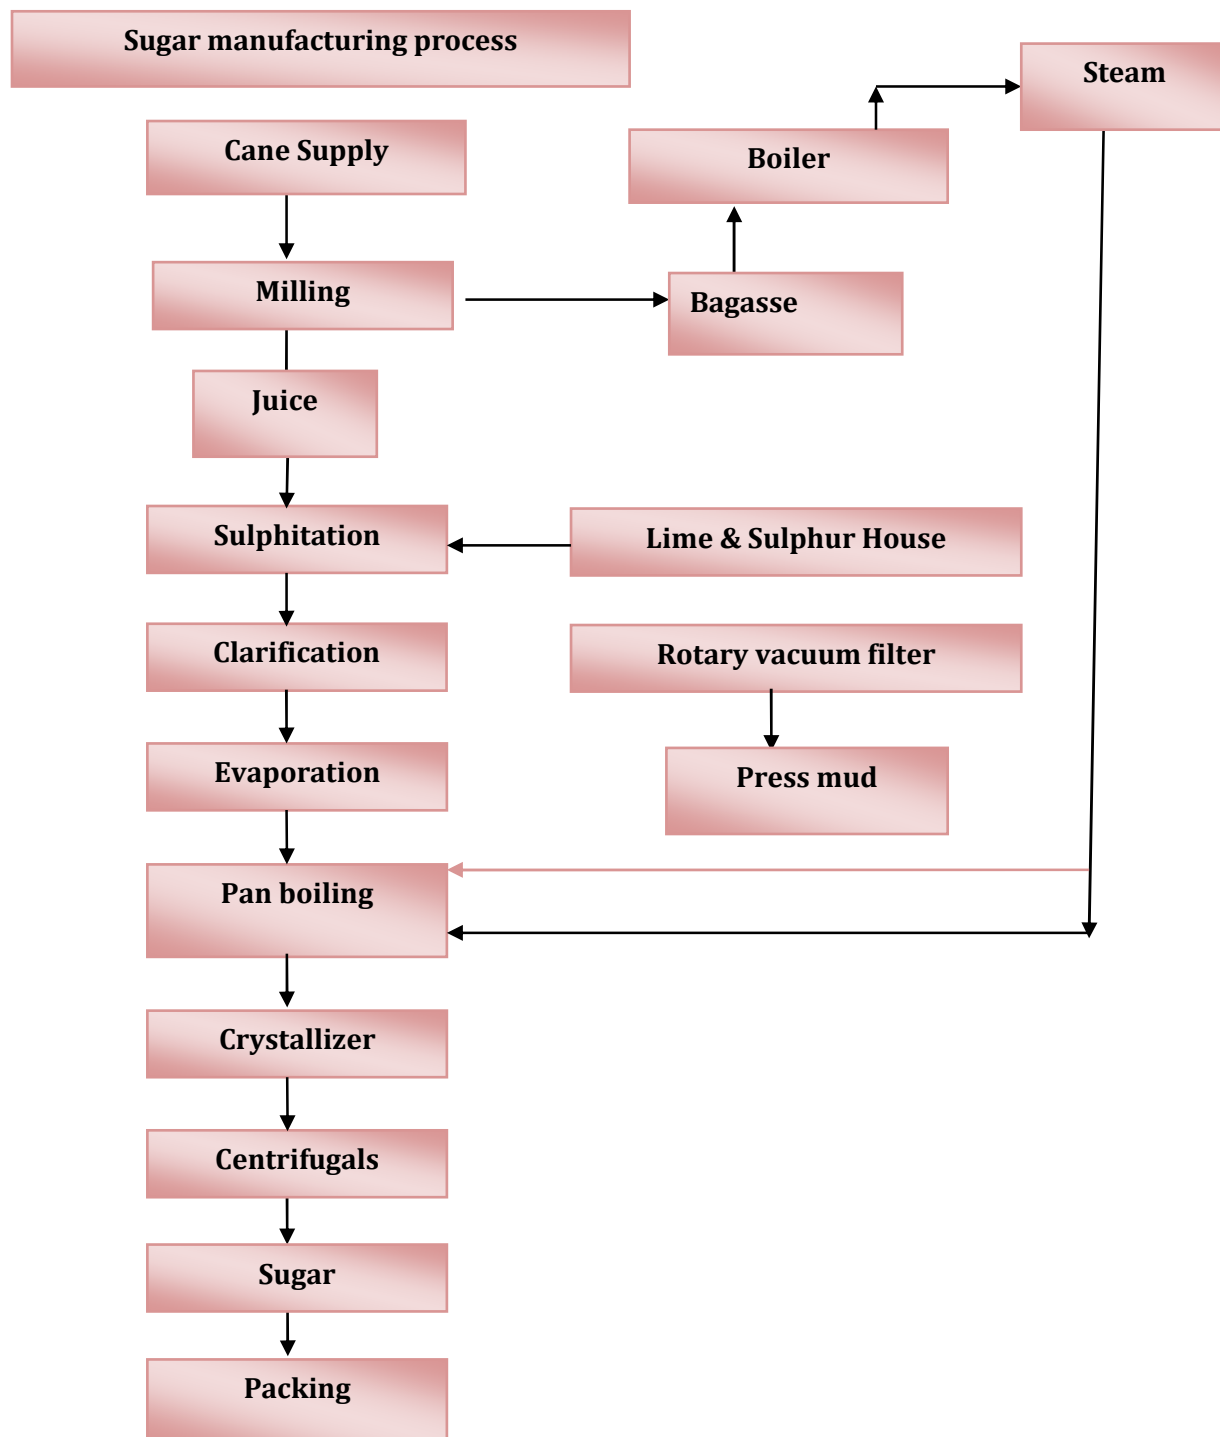 Sugar manufacturing process
Steam
Cane Supply
Boiler
Milling
Bagasse
Juice
Sulphitation
Lime & Sulphur House
Clarification
Rotary vacuum filter
Evaporation
Press mud
Pan boiling
Crystallizer
Centrifugals
Sugar
Packing